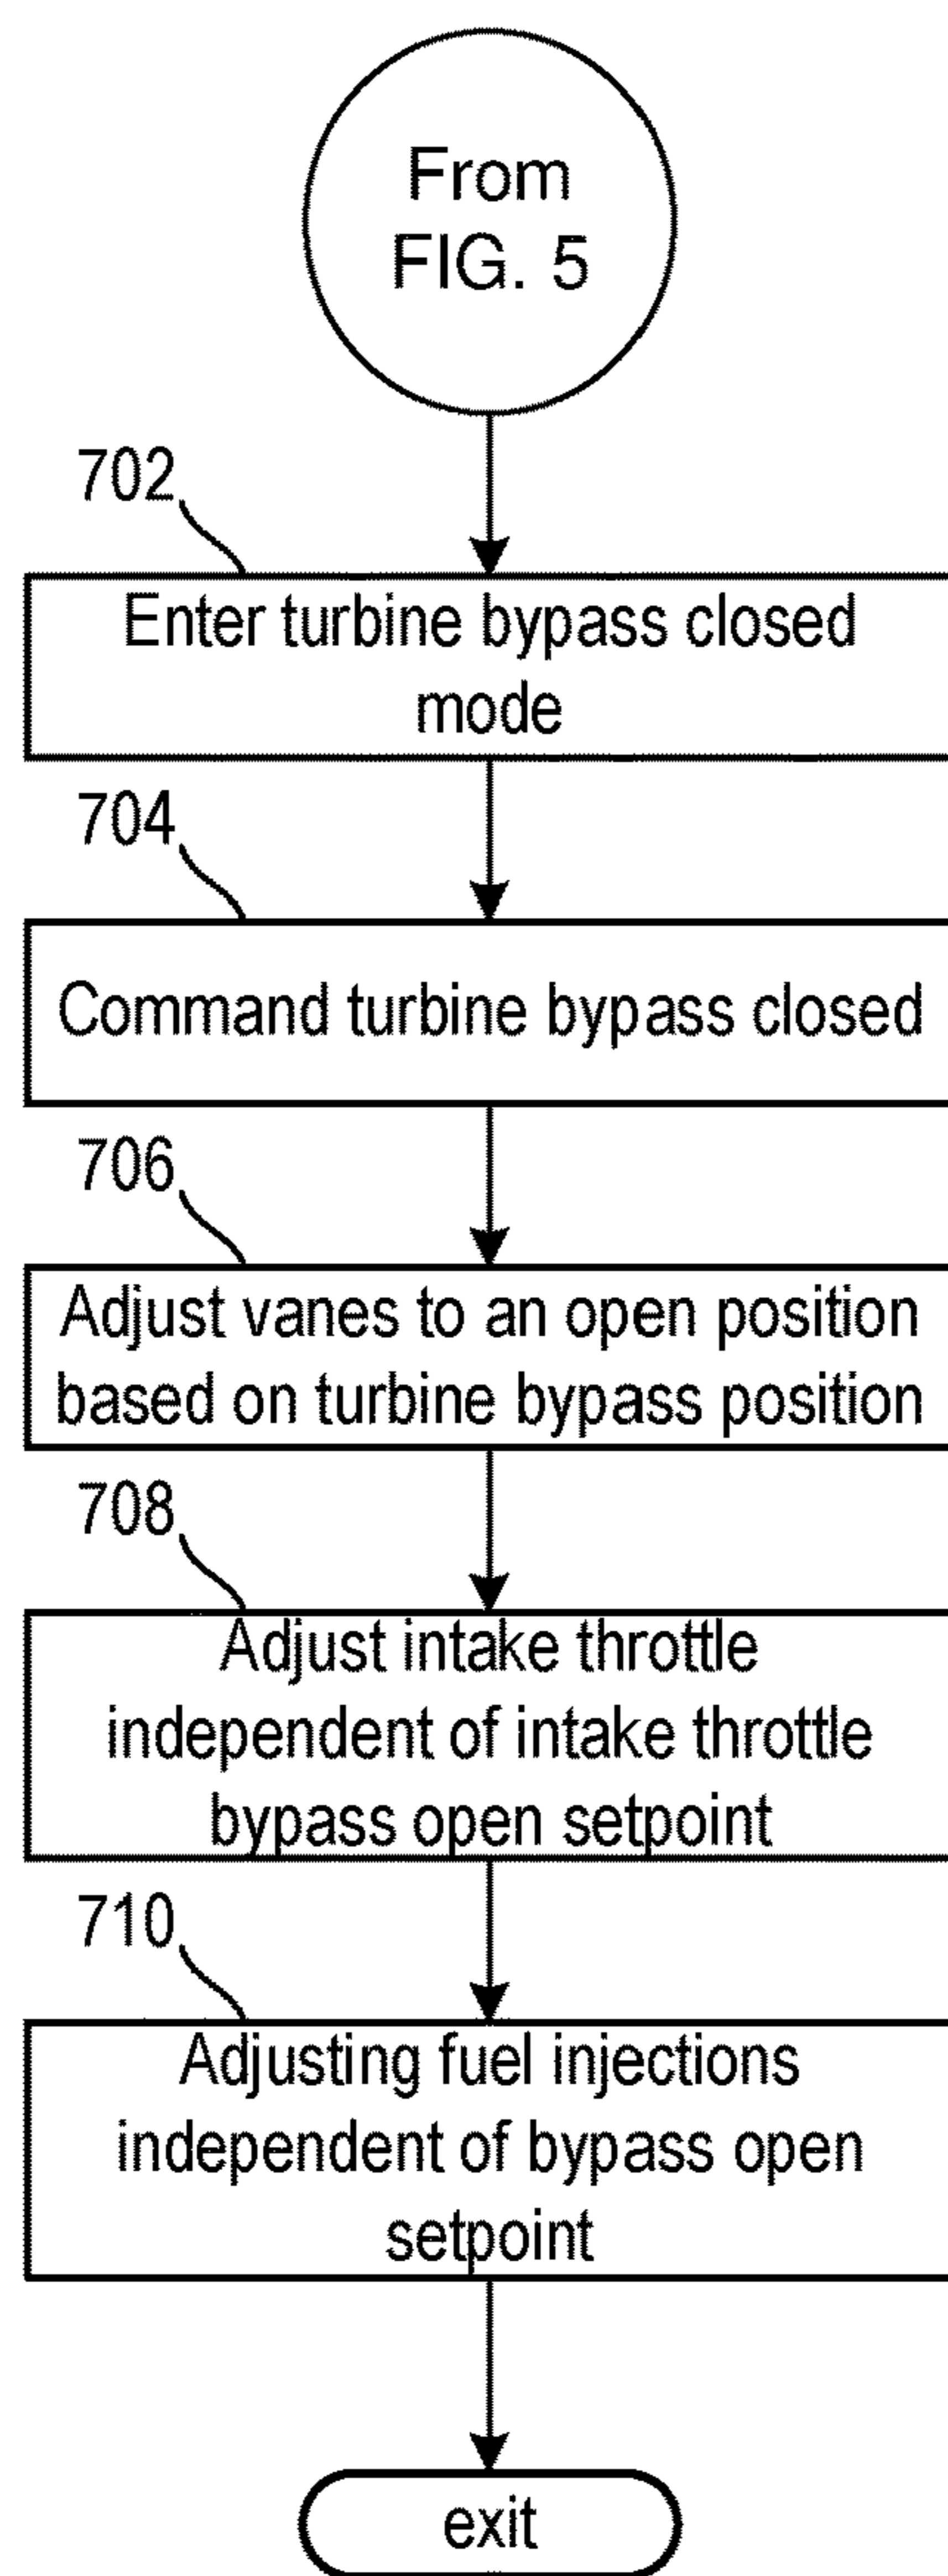 From
FIG. 5
702
Enter turbine bypass closed
mode
704
Command turbine bypass closed
706
Adjust vanes to an open position
based on turbine bypass position
708
Adjust intake throttle
independent of intake throttle
bypass open setpoint
710
Adjusting fuel injections
independent of bypass open
setpoint
exit